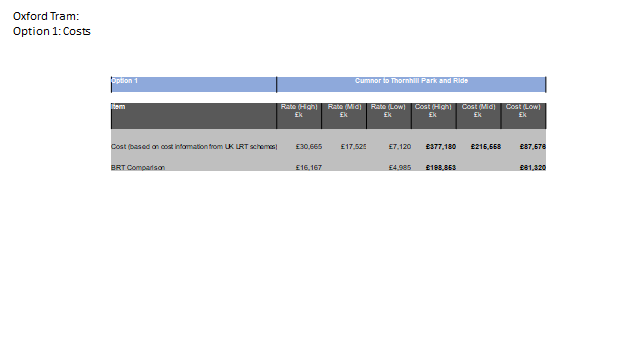 Oxford Tram:
Option 1: Costs
Option 1 Cumnor to Thornhill Park and Ride
Item Rate (High) Rate (Mid) Rate (Low) Cost (High) Cost (Mid) Cost (Low)
£k £k £k £k £k £k
Cost (based on cost information from UK LRT schemes) £30,665 £17,525 £7,120 £377,180 £215,558 £87,576
BRT Comparison £16,167 £4,985 £198,853 £61,320